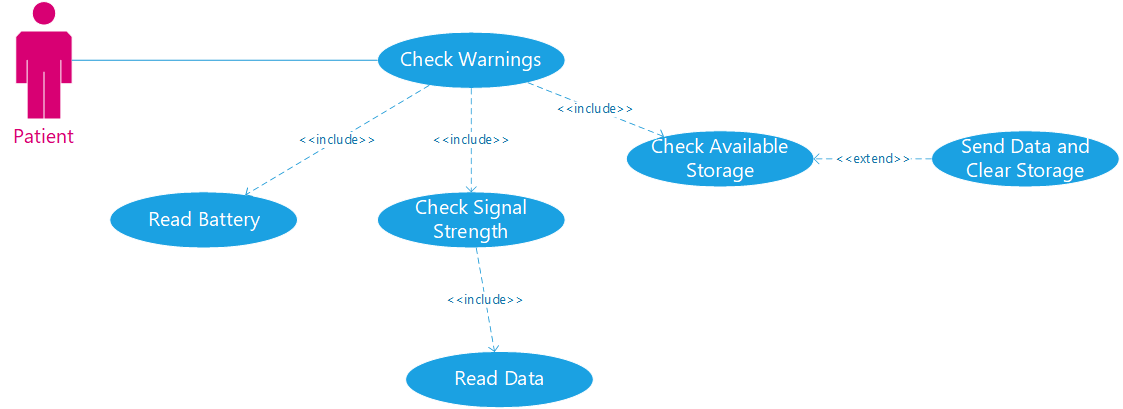 Check Warnings
Patient
<<include>>
<<include>>
<<include>>
Check Available
Storage
<<extend>>
Send Data and
Clear Storage
Read Battery
Check Signal
Strength
<<include>>
Read Data